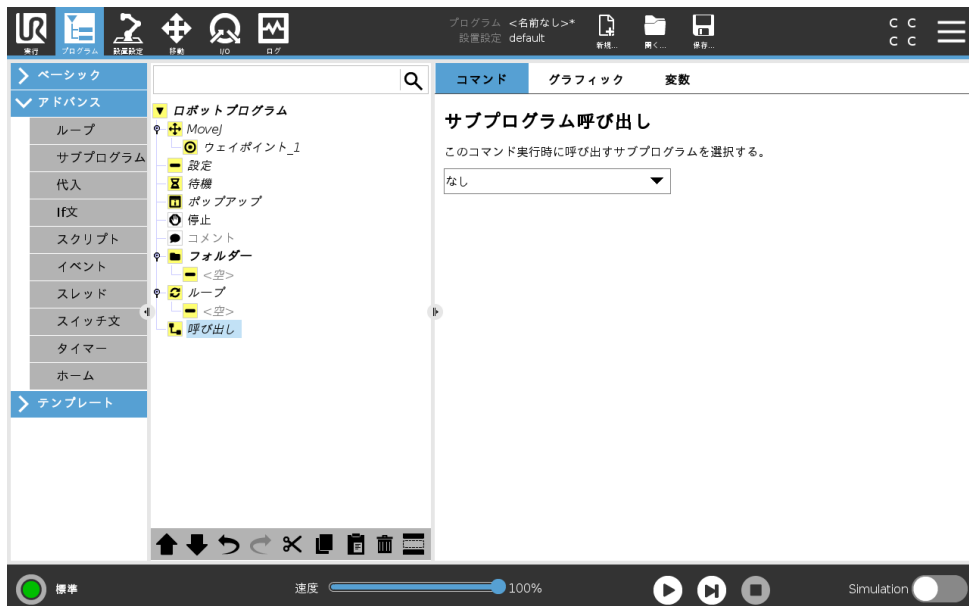 UR
実行
プログラム
設置設定
移動
I/O
ログ
プログラム <名前なし>*
設置設定 default
新規...
開く...
保存...
C C
C C
ベーシック
アドバンス
ループ
サブプログラム
代入
If文
スクリプト
イベント
スレッド
スイッチ文
タイマー
ホーム
テンプレート
ロボットプログラム
MoveJ
ウェイポイント_1
設定
待機
ポップアップ
停止
コメント
フォルダー
<空>
ループ
<空>
呼び出し
コマンド グラフィック 変数
サブプログラム呼び出し
このコマンド実行時に呼び出すサブプログラムを選択する。
なし
標準
速度 100%
Simulation